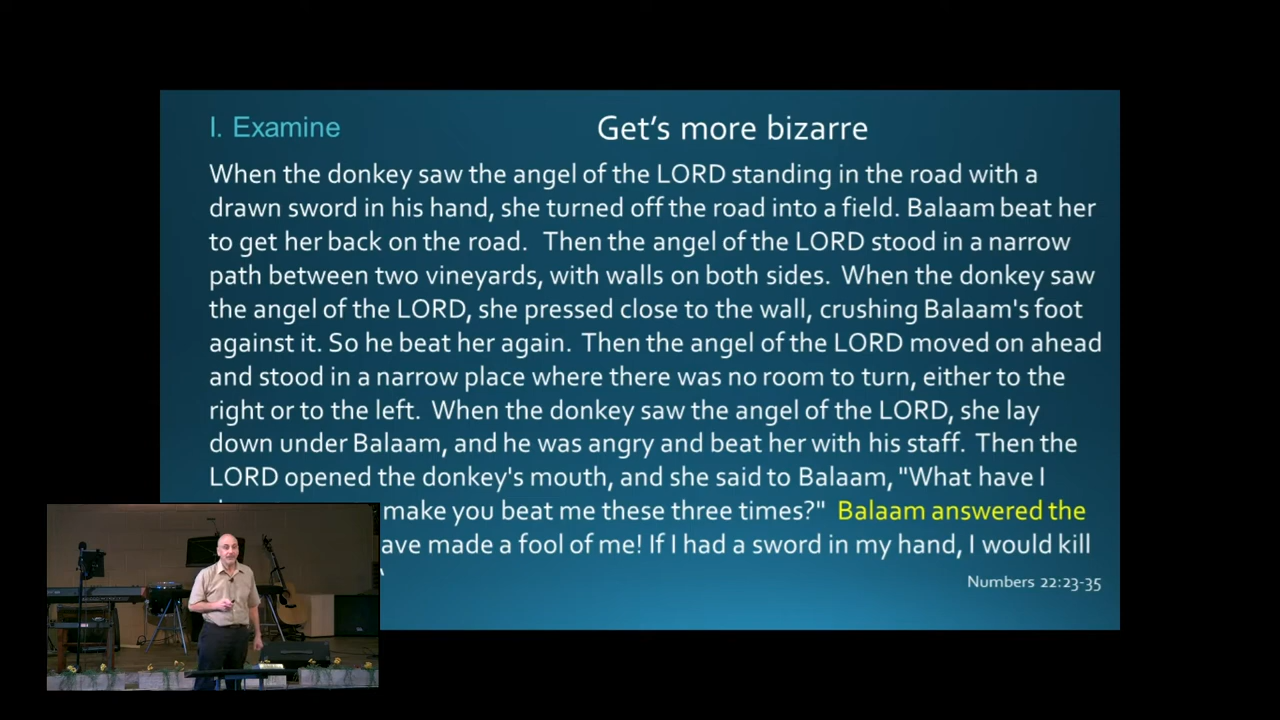 I. Examine
Get's more bizarre
When the donkey saw the angel of the LORD standing in the road with a
drawn sword in his hand, she turned off the road into a field. Balaam beat her
to get her back on the road. Then the angel of the LORD stood in a narrow
path between two vineyards, with walls on both sides. When the donkey saw
the angel of the LORD, she pressed close to the wall, crushing Balaam's foot
against it. So he beat her again. Then the angel of the LORD moved on ahead
and stood in a narrow place where there was no room to turn, either to the
right or to the left. When the donkey saw the angel of the LORD, she lay
down under Balaam, and he was angry and beat her with his staff. Then the
LORD opened the donkey's mouth, and she said to Balaam, "What have I
make you beat me these three times?" Balaam answered the
ave made a fool of me! If I had a sword in my hand, I would kill
Numbers 22:23-35